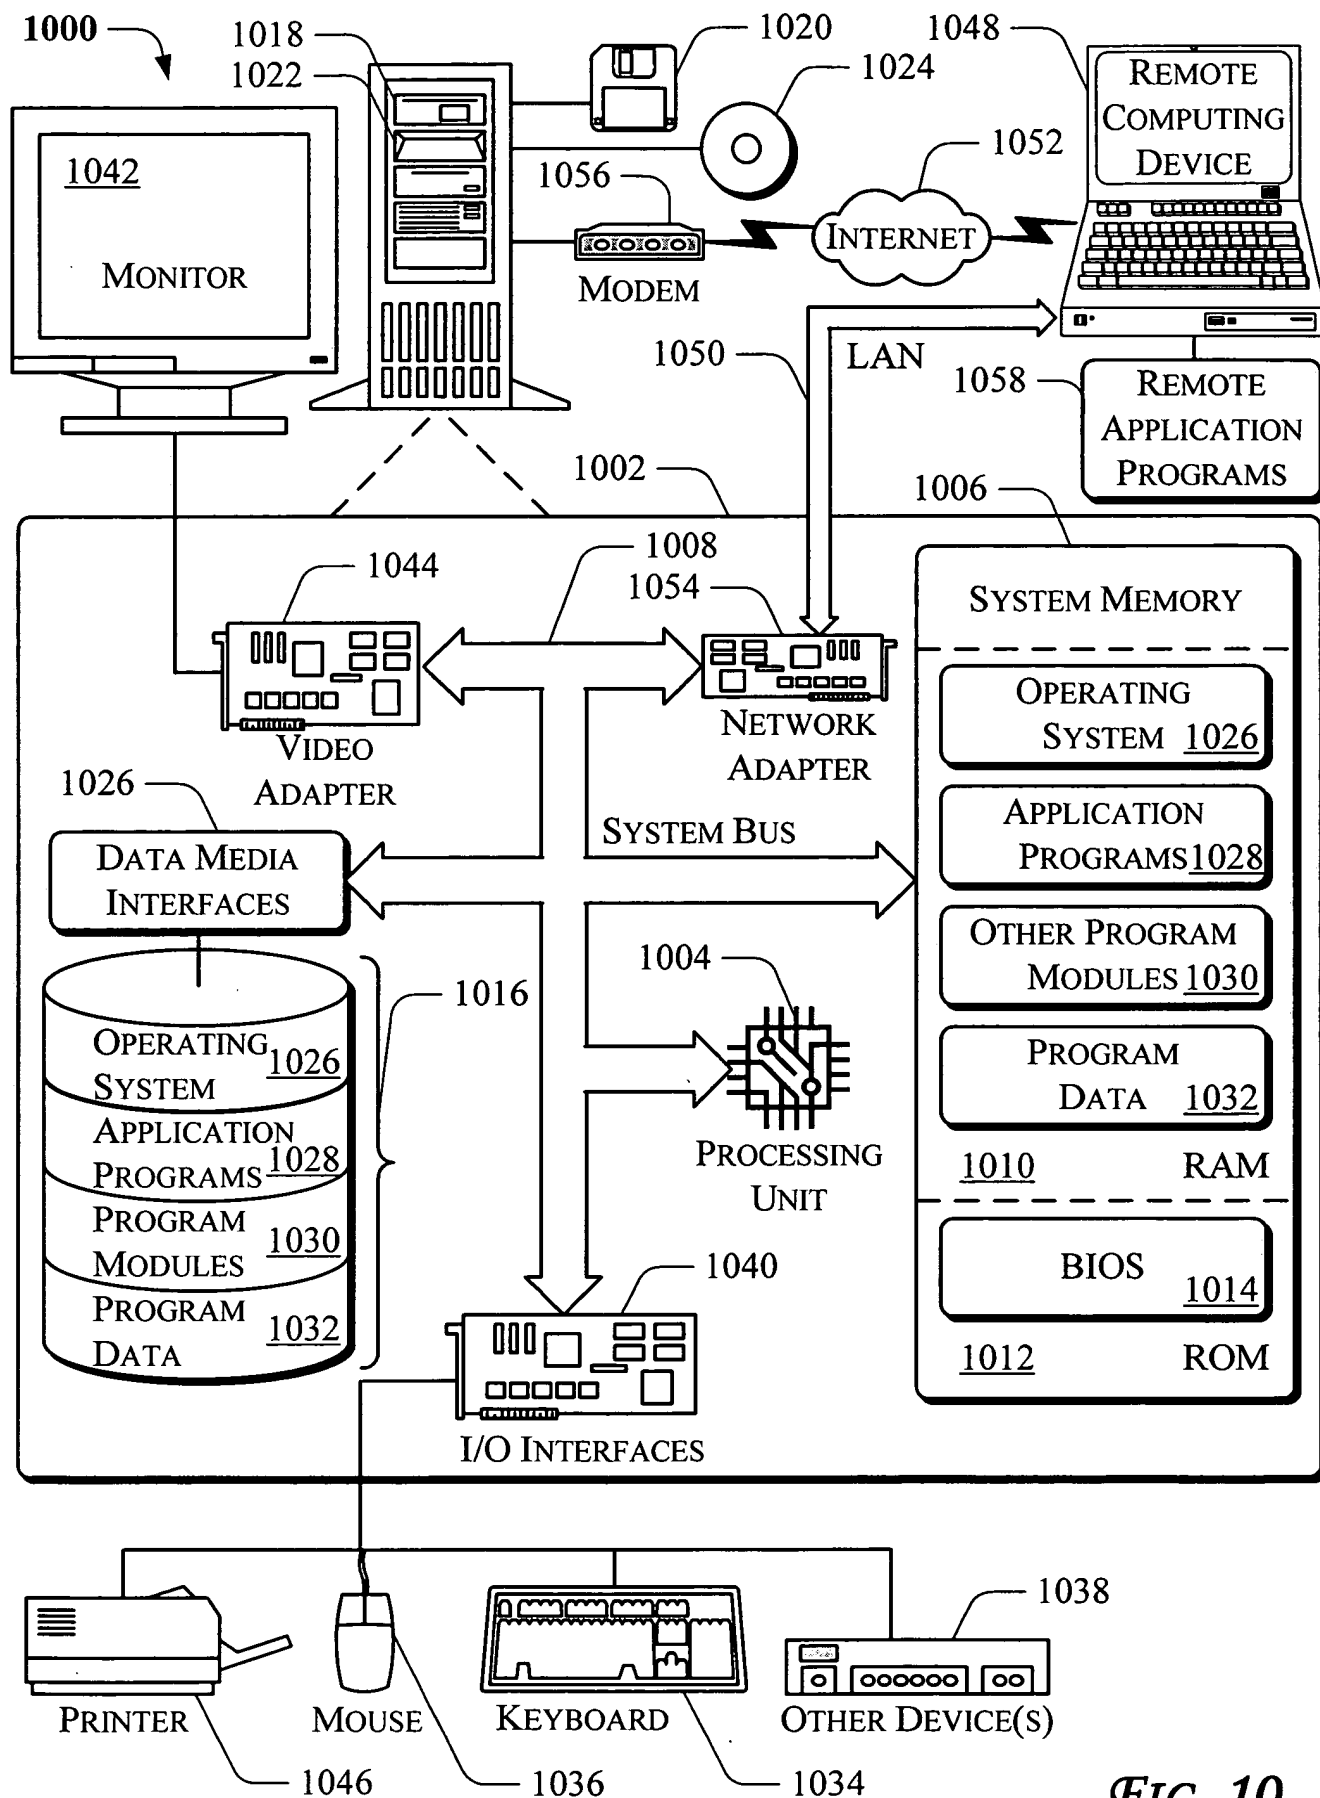 1000
1018
1022
1020
1024
1048
REMOTE
COMPUTING
DEVICE
1042
MONITOR
1056
MODEM
1052
INTERNET
1050
LAN
1058
REMOTE
APPLICATION
PROGRAMS
1002
1006
1044
1008
1054
SYSTEM MEMORY
VIDEO
ADAPTER
NETWORK
ADAPTER
OPERATING
SYSTEM 1026
1026
DATA MEDIA
INTERFACES
SYSTEM BUS
APPLICATION
PROGRAMS 1028
OTHER PROGRAM
MODULES 1030
1004
1016
OPERATING
SYSTEM 1026
APPLICATION
PROGRAMS 1028
PROGRAM
MODULES 1030
PROGRAM
DATA 1032
PROCESSING
UNIT
PROGRAM
DATA 1032
1010 RAM
BIOS
1014
1012 ROM
1040
I/O INTERFACES
PRINTER
MOUSE
KEYBOARD
1038
OTHER DEVICE(S)
1046
1036
1034
FIG. 10